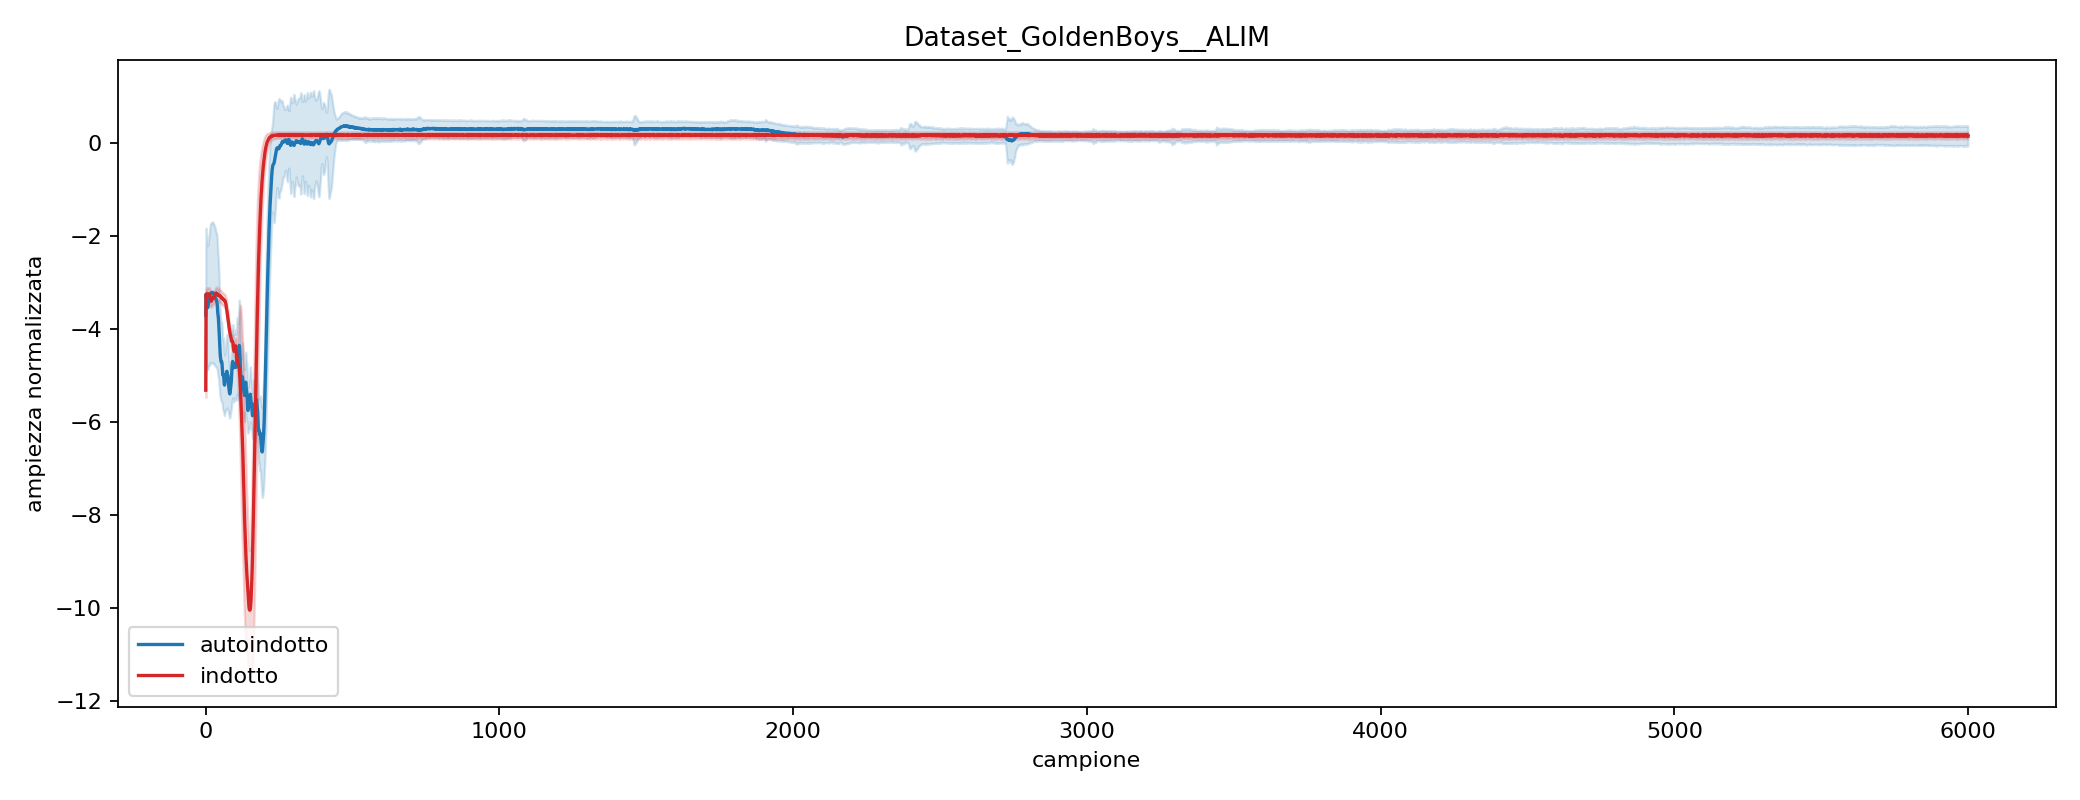 Dataset_GoldenBoys__ALIM
ampiezza normalizzata
0
−2
−4
−6
−8
−10
−12
autoindotto
indotto
0 1000 2000 3000 4000 5000 6000
campione